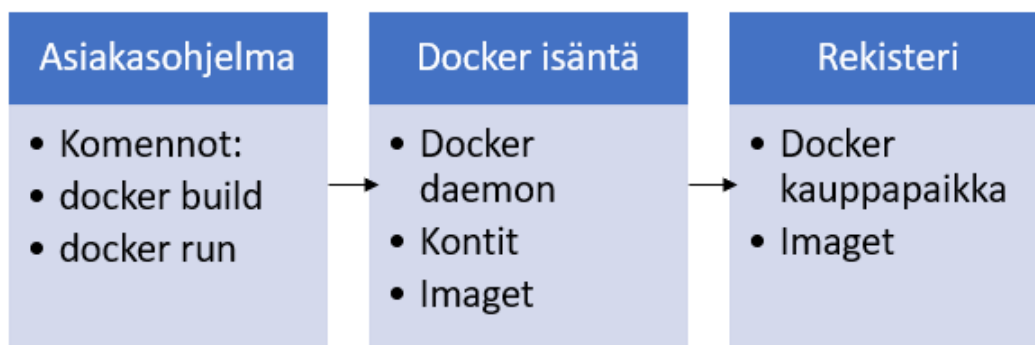 Asiakasohjelma
• Komennot:
• docker build
• docker run
Docker isäntä
• Docker
daemon
• Kontit
• Imaget
Rekisteri
• Docker
kauppapaikka
• Imaget